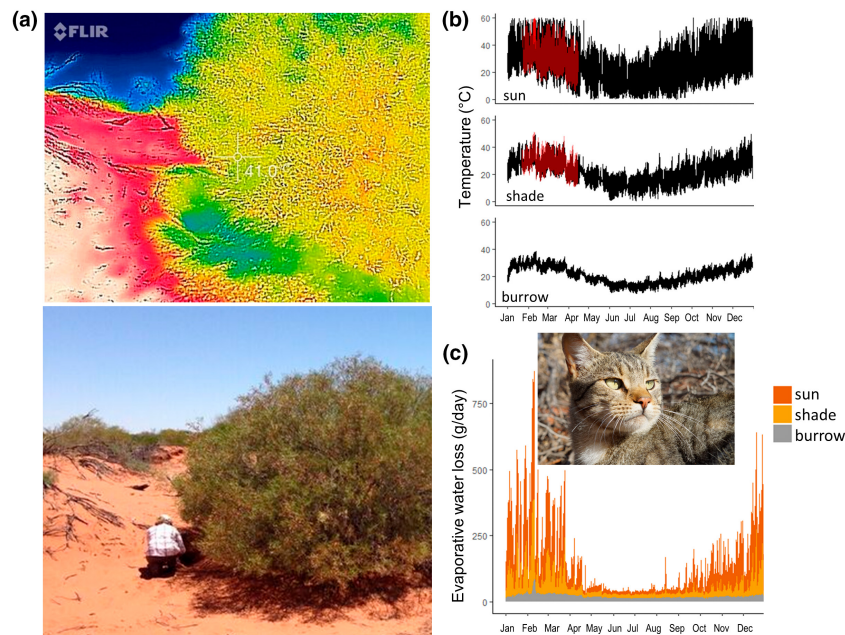 (a)
FLIR
41.0
(b)
Temperature (°C)
60
40
20
0
sun
60
40
20
0
shade
60
40
20
0
burrow
Jan Feb Mar Apr May Jun Jul Aug Sep Oct Nov Dec
(c)
Evaporative water loss (g/day)
750
500
250
0
Jan Feb Mar Apr May Jun Jul Aug Sep Oct Nov Dec
sun
shade
burrow